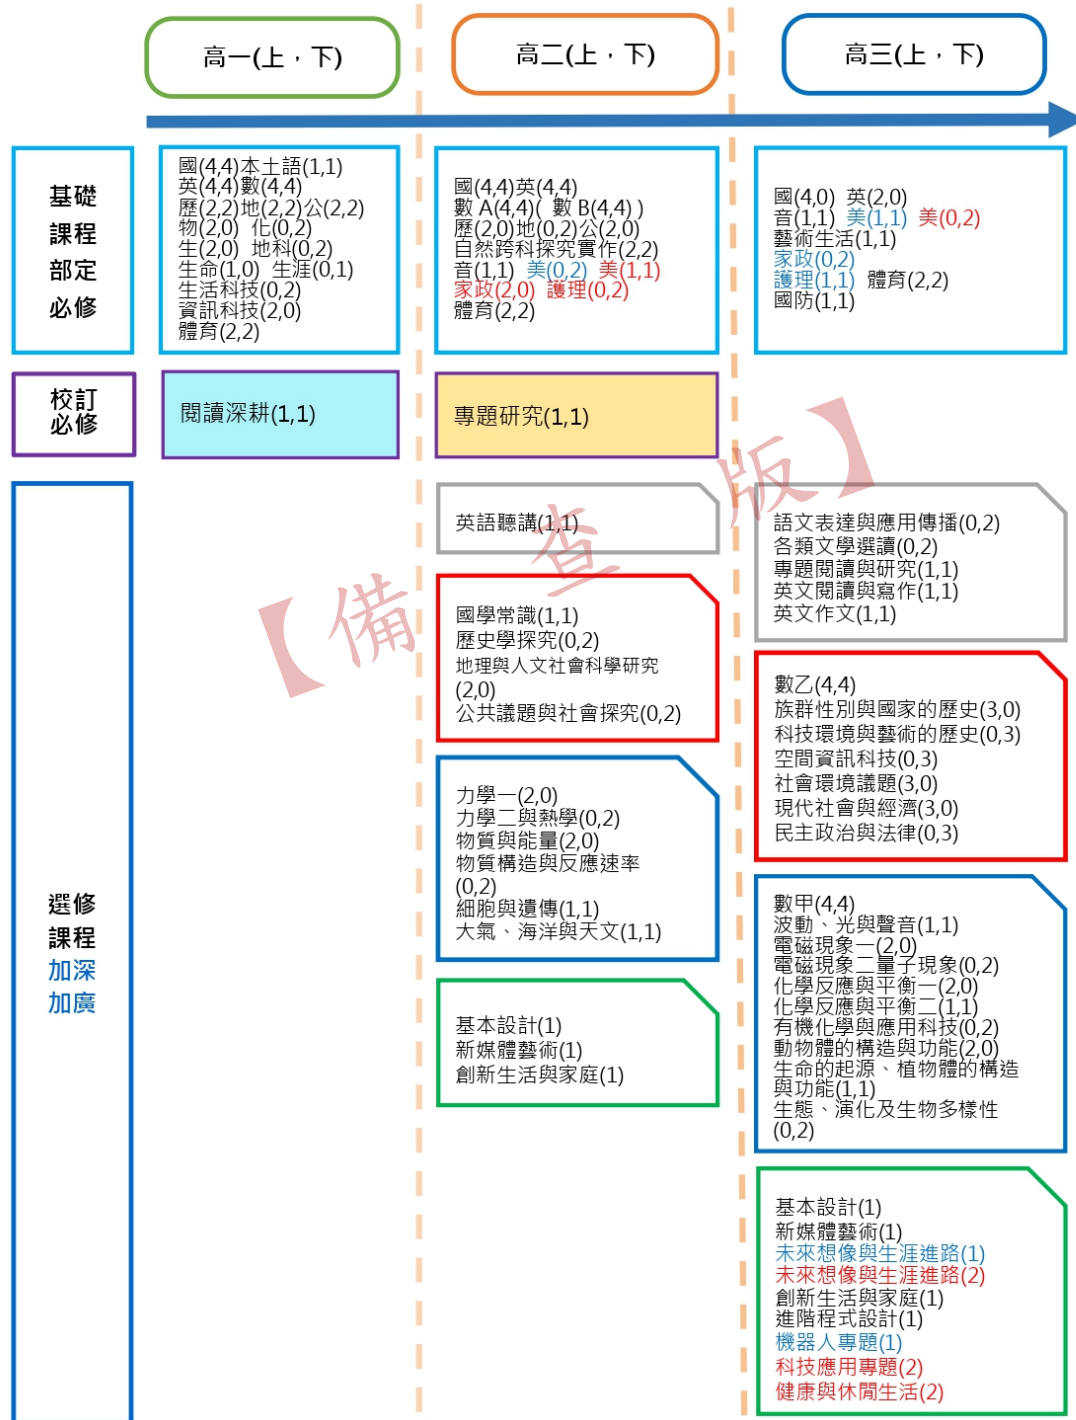 高一(上，下)
高二(上，下)
高三(上，下)
基礎
課程
部定
必修
國(4,4)本土語(1,1)
英(4,4)數(4,4)
歷(2,2)地(2,2)公(2,2)
物(2,0) 化(0,2)
生(2,0) 地科(0,2)
生命(1,0) 生涯(0,1)
生活科技(0,2)
資訊科技(2,0)
體育(2,2)
國(4,4)英(4,4)
數 A(4,4)( 數 B(4,4) )
歷(2,0)地(0,2)公(2,0)
自然跨科探究實作(2,2)
音(1,1) 美(0,2) 美(1,1)
家政(2,0) 護理(0,2)
體育(2,2)
國(4,0) 英(2,0)
音(1,1) 美(1,1) 美(0,2)
藝術生活(1,1)
家政(0,2)
護理(1,1) 體育(2,2)
國防(1,1)
校訂
必修
閱讀深耕(1,1)
專題研究(1,1)
選修
課程
加深
加廣
英語聽講(1,1)
國學常識(1,1)
歷史學探究(0,2)
地理與人文社會科學研究
(2,0)
公共議題與社會探究(0,2)
力學一(2,0)
力學二與熱學(0,2)
物質與能量(2,0)
物質構造與反應速率
(0,2)
細胞與遺傳(1,1)
大氣、海洋與天文(1,1)
基本設計(1)
新媒體藝術(1)
創新生活與家庭(1)
語文表達與應用傳播(0,2)
各類文學選讀(0,2)
專題閱讀與研究(1,1)
英文閱讀與寫作(1,1)
英文作文(1,1)
數乙(4,4)
族群性別與國家的歷史(3,0)
科技環境與藝術的歷史(0,3)
空間資訊科技(0,3)
社會環境議題(3,0)
現代社會與經濟(3,0)
民主政治與法律(0,3)
數甲(4,4)
波動、光與聲音(1,1)
電磁現象一(2,0)
電磁現象二量子現象(0,2)
化學反應與平衡一(2,0)
化學反應與平衡二(1,1)
有機化學與應用科技(0,2)
動物體的構造與功能(2,0)
生命的起源、植物體的構造
與功能(1,1)
生態、演化及生物多樣性
(0,2)
基本設計(1)
新媒體藝術(1)
未來想像與生涯進路(1)
未來想像與生涯進路(2)
創新生活與家庭(1)
進階程式設計(1)
機器人專題(1)
科技應用專題(2)
健康與休閒生活(2)
【備查版】